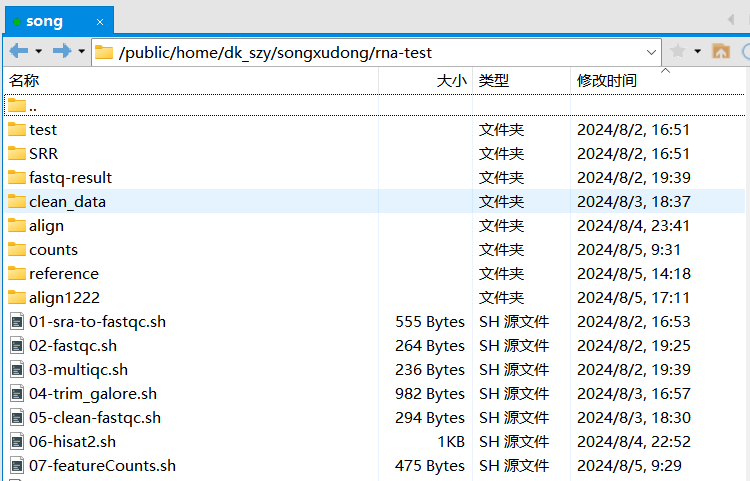 song ×
/public/home/dk_szy/songxudong/rna-test
名称 大小 类型 修改时间
..
test 文件夹 2024/8/2, 16:51
SRR 文件夹 2024/8/2, 16:51
fastq-result 文件夹 2024/8/2, 19:39
clean_data 文件夹 2024/8/3, 18:37
align 文件夹 2024/8/4, 23:41
counts 文件夹 2024/8/5, 9:31
reference 文件夹 2024/8/5, 14:18
align1222 文件夹 2024/8/5, 17:11
01-sra-to-fastqc.sh 555 Bytes SH 源文件 2024/8/2, 16:53
02-fastqc.sh 264 Bytes SH 源文件 2024/8/2, 19:25
03-multiqc.sh 236 Bytes SH 源文件 2024/8/2, 19:39
04-trim_galore.sh 982 Bytes SH 源文件 2024/8/3, 16:57
05-clean-fastqc.sh 294 Bytes SH 源文件 2024/8/3, 18:30
06-hisat2.sh 1KB SH 源文件 2024/8/4, 22:52
07-featureCounts.sh 475 Bytes SH 源文件 2024/8/5, 9:29